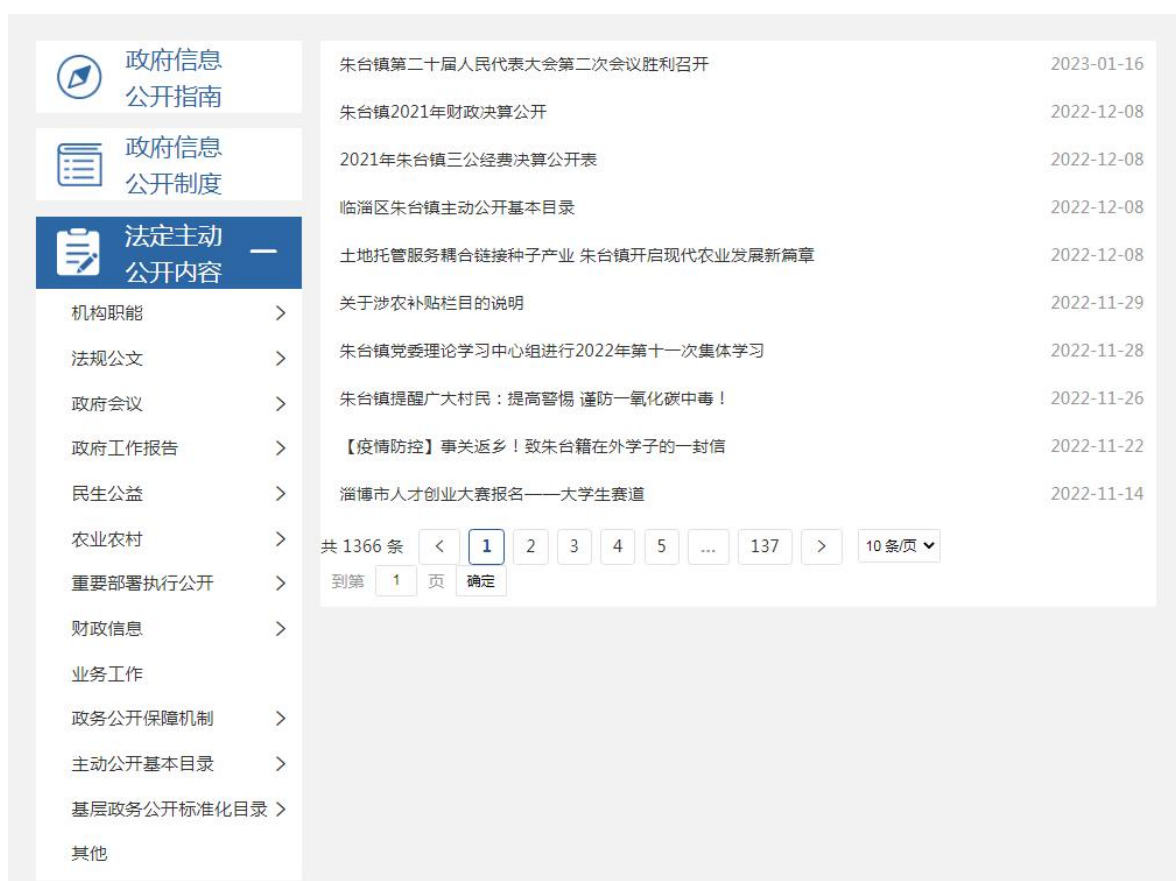 政府信息
公开指南
政府信息
公开制度
法定主动
公开内容
机构职能
法规公文
政府会议
政府工作报告
民生公益
农业农村
重要部署执行公开
财政信息
业务工作
政务公开保障机制
主动公开基本目录
基层政务公开标准化目录
其他
朱台镇第二十届人民代表大会第二次会议胜利召开 2023-01-16
朱台镇2021年财政决算公开 2022-12-08
2021年朱台镇三公经费决算公开表 2022-12-08
临淄区朱台镇主动公开基本目录 2022-12-08
土地托管服务耦合链接种子产业 朱台镇开启现代农业发展新篇章 2022-12-08
关于涉农补贴栏目的说明 2022-11-29
朱台镇党委理论学习中心组进行2022年第十一次集体学习 2022-11-28
朱台镇提醒广大村民：提高警惕 谨防一氧化碳中毒！ 2022-11-26
【疫情防控】事关返乡！致朱台籍在外学子的一封信 2022-11-22
淄博市人才创业大赛报名——大学生赛道 2022-11-14
共 1366 条 < 1 2 3 4 5 ... 137 > 10 条/页
到第 1 页 确定